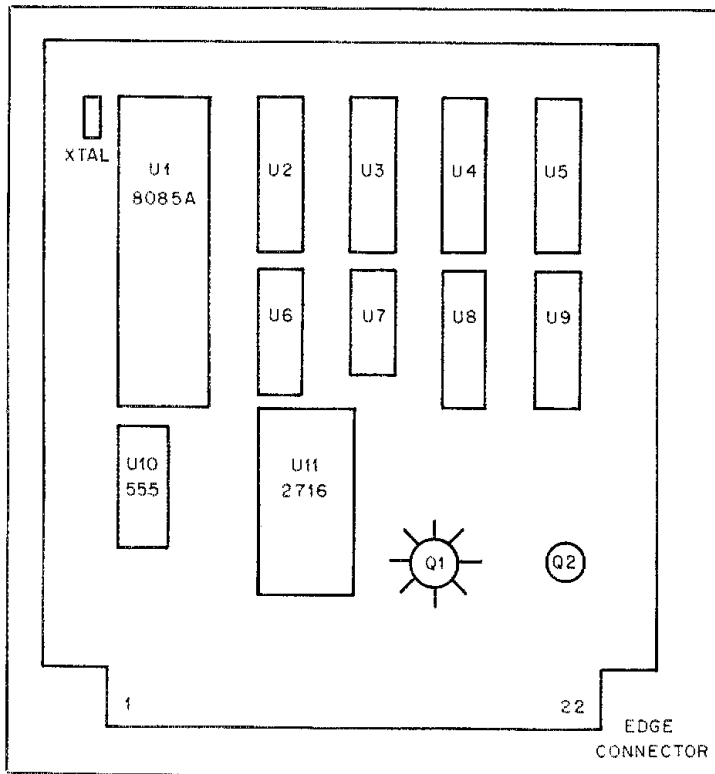 XTAL
U1
8085A
U2
U3
U4
U5
U6
U7
U8
U9
U10
555
U11
2716
Q1
Q2
1
22
EDGE
CONNECTOR